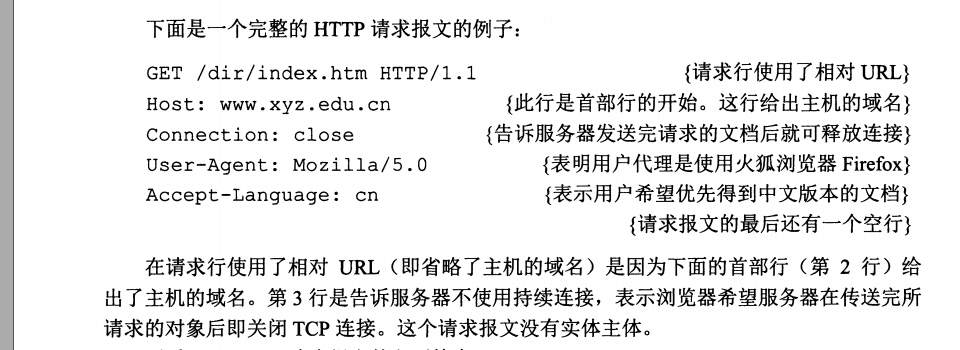 下面是一个完整的 HTTP 请求报文的例子：
GET /dir/index.htm HTTP/1.1 {请求行使用了相对 URL}
Host: www.xyz.edu.cn {此行是首部行的开始。这行给出主机的域名}
Connection: close {告诉服务器发送完请求的文档后就可释放连接}
User-Agent: Mozilla/5.0 {表明用户代理是使用火狐浏览器 Firefox}
Accept-Language: cn {表示用户希望优先得到中文版本的文档}
{请求报文的最后还有一个空行}
在请求行使用了相对 URL（即省略了主机的域名）是因为下面的首部行（第 2 行）给
出了主机的域名。第 3 行是告诉服务器不使用持续连接，表示浏览器希望服务器在传送完所
请求的对象后即关闭 TCP 连接。这个请求报文没有实体主体。